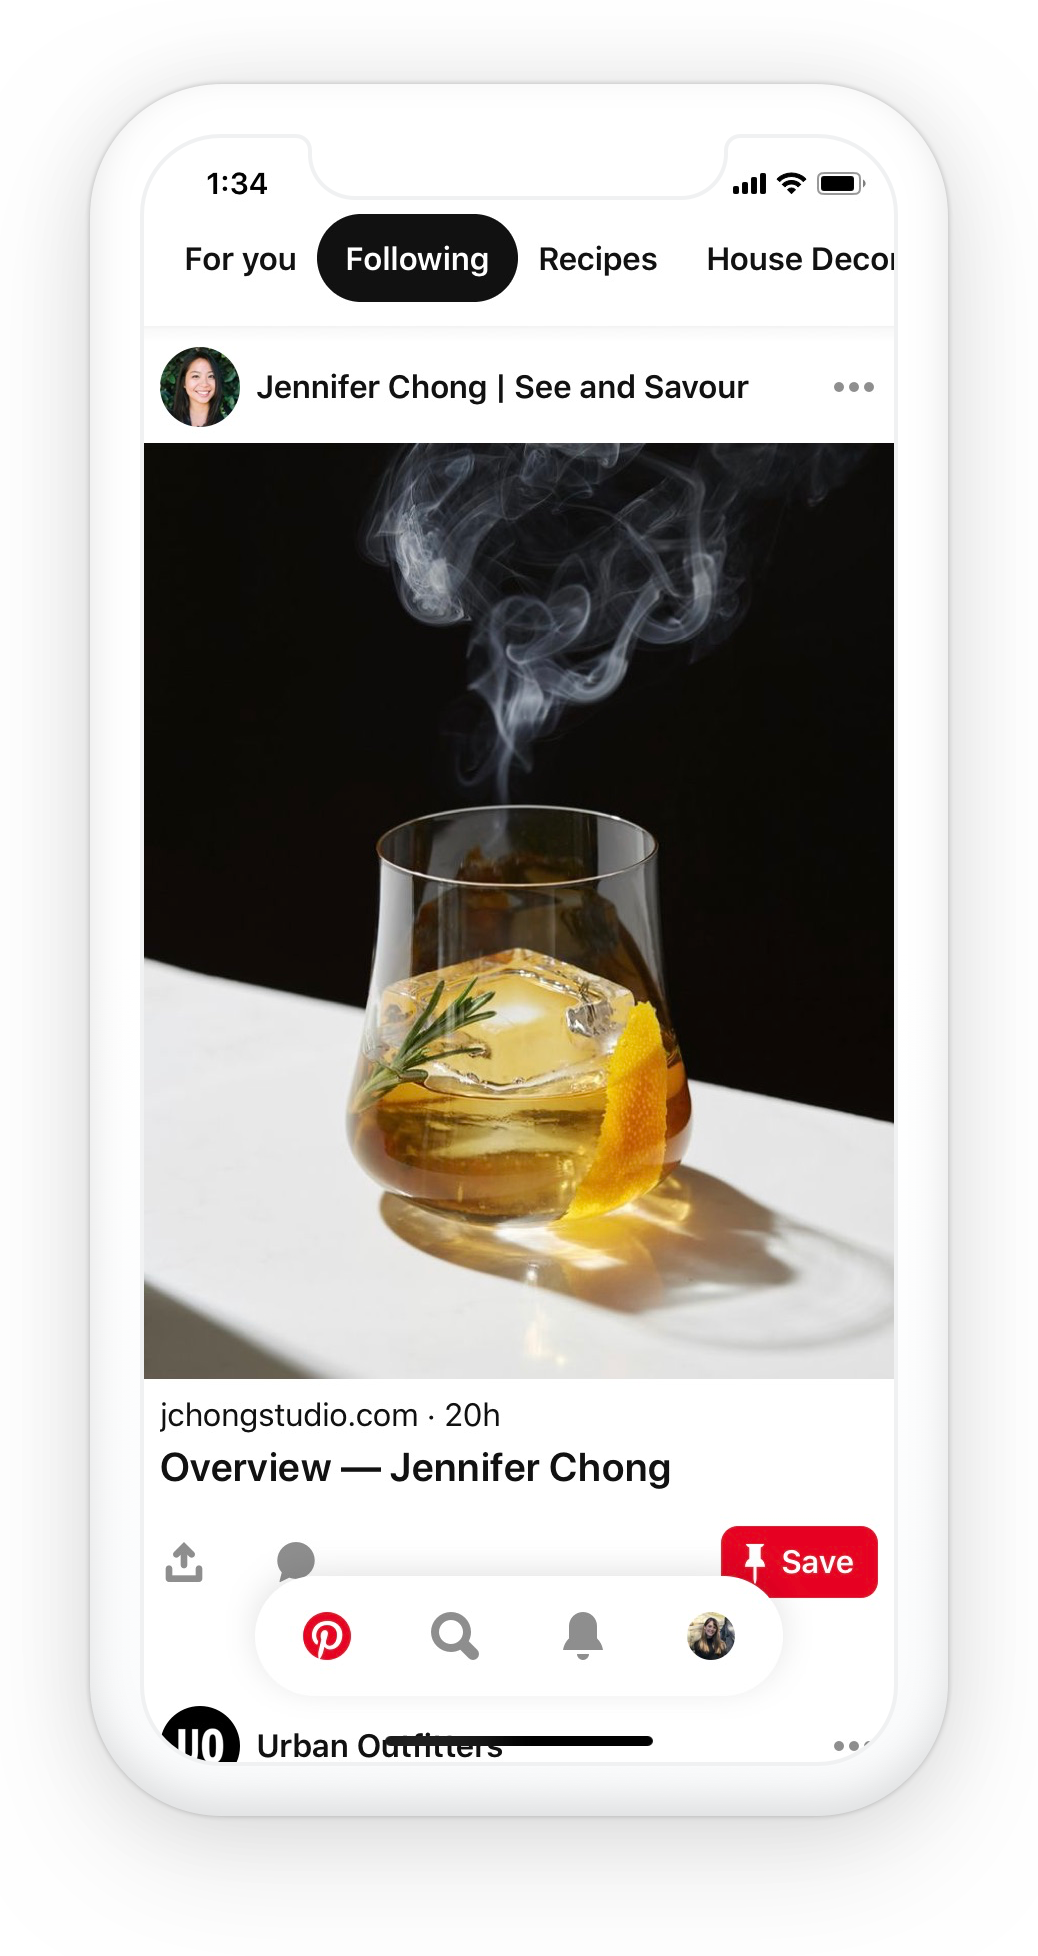 1:34
For you Following Recipes House Decor
Jennifer Chong | See and Savour
jchongstudio.com · 20h
Overview — Jennifer Chong
Save
UO Urban Outfitters